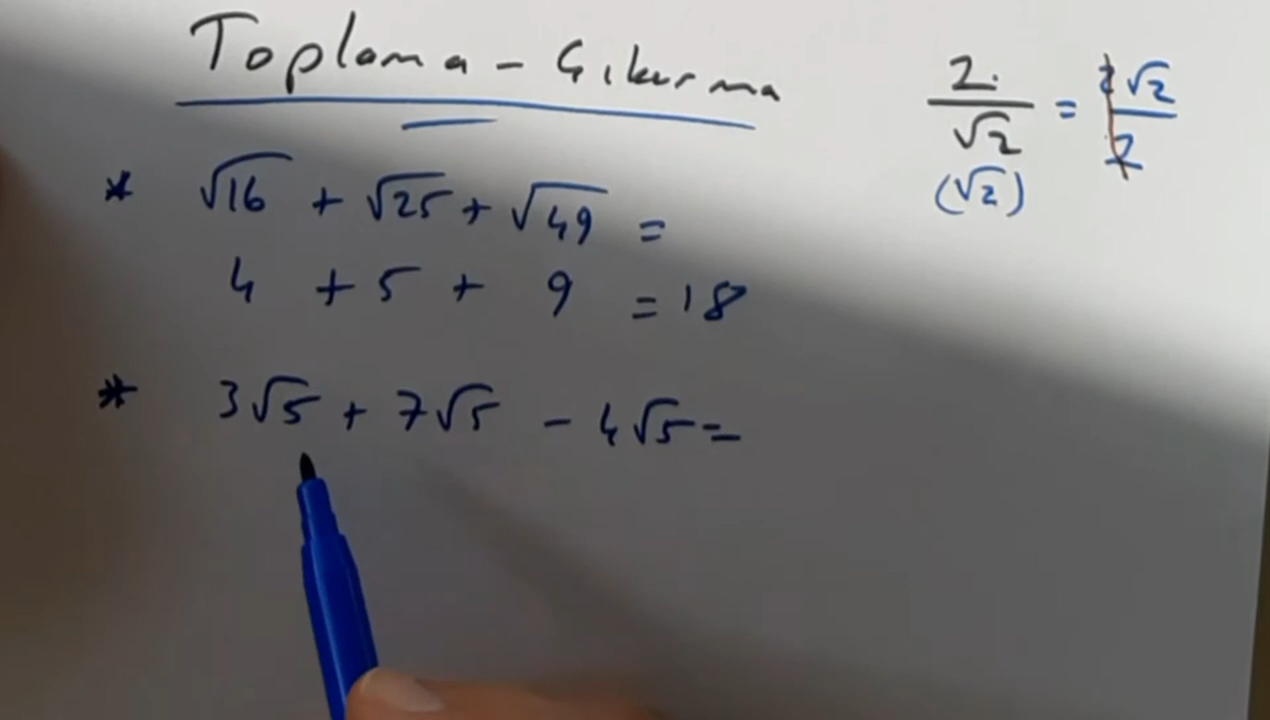 Toplama - Çıkarma
* √16 + √25 + √49 =
4 + 5 + 9 = 18
* 3√5 + 7√5 - 4√5 =
2. / √2 = 2√2 / 2
(√2)